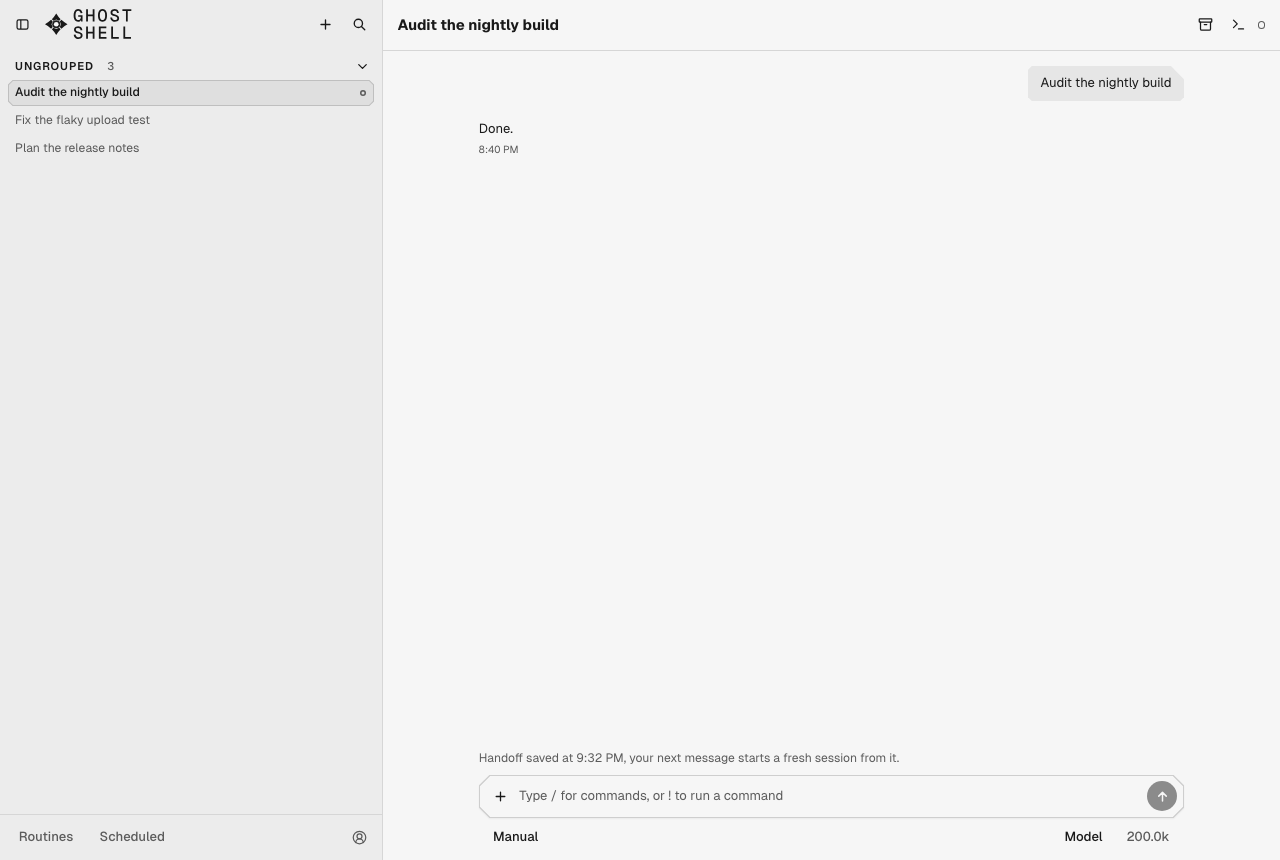 GHOST
SHELL
UNGROUPED 3
Audit the nightly build
Fix the flaky upload test
Plan the release notes
Routines
Scheduled
Audit the nightly build
0
Audit the nightly build
Done.
8:40 PM
Handoff saved at 9:32 PM, your next message starts a fresh session from it.
Type / for commands, or ! to run a command
Manual
Model 200.0k